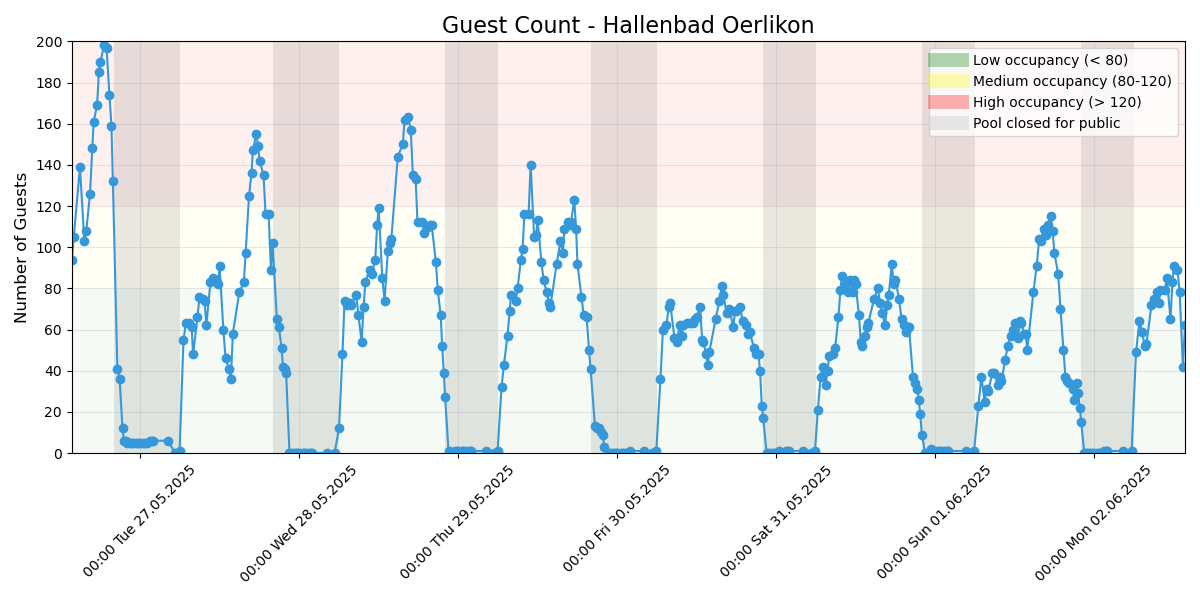 Guest Count - Hallenbad Oerlikon
Number of Guests
200
180
160
140
120
100
80
60
40
20
0
Low occupancy (< 80)
Medium occupancy (80-120)
High occupancy (> 120)
Pool closed for public
00:00 Tue 27.05.2025
00:00 Wed 28.05.2025
00:00 Thu 29.05.2025
00:00 Fri 30.05.2025
00:00 Sat 31.05.2025
00:00 Sun 01.06.2025
00:00 Mon 02.06.2025